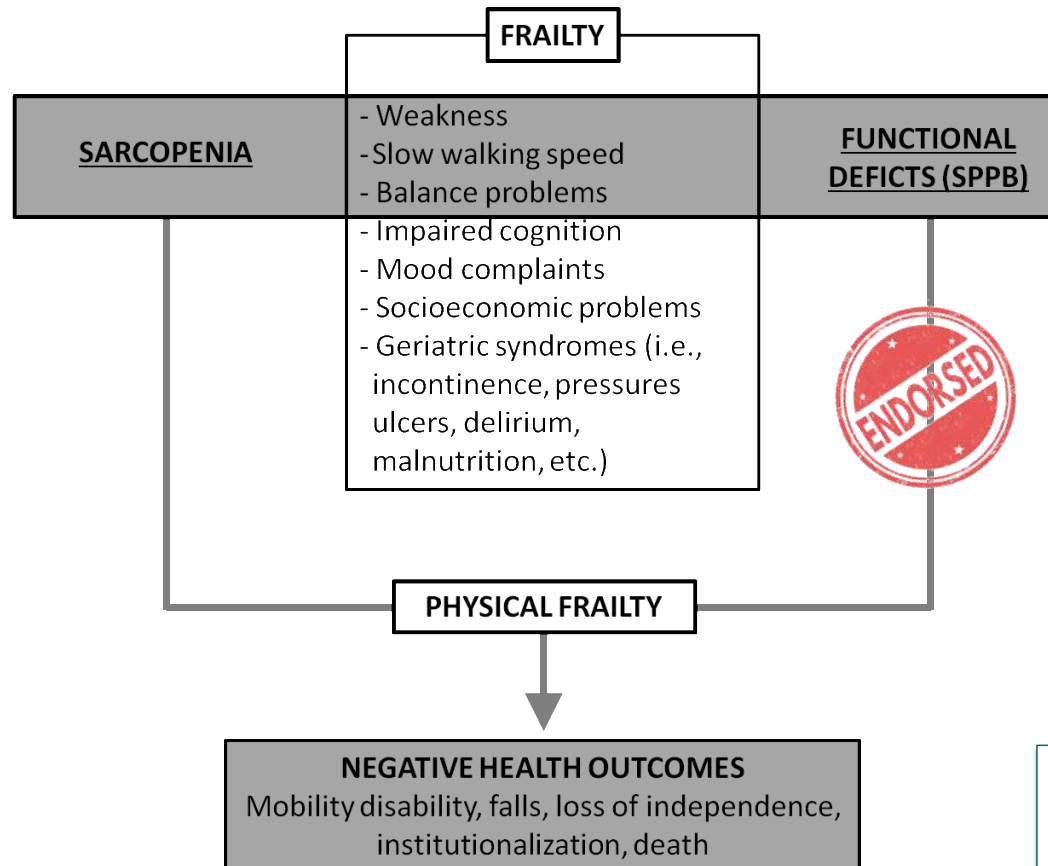 FRAILTY
SARCOPENIA
- Weakness
- Slow walking speed
- Balance problems
- Impaired cognition
- Mood complaints
- Socioeconomic problems
- Geriatric syndromes (i.e.,
incontinence, pressures
ulcers, delirium,
malnutrition, etc.)
FUNCTIONAL
DEFICTS (SPPB)
ENDORSED
PHYSICAL FRAILTY
NEGATIVE HEALTH OUTCOMES
Mobility disability, falls, loss of independence,
institutionalization, death